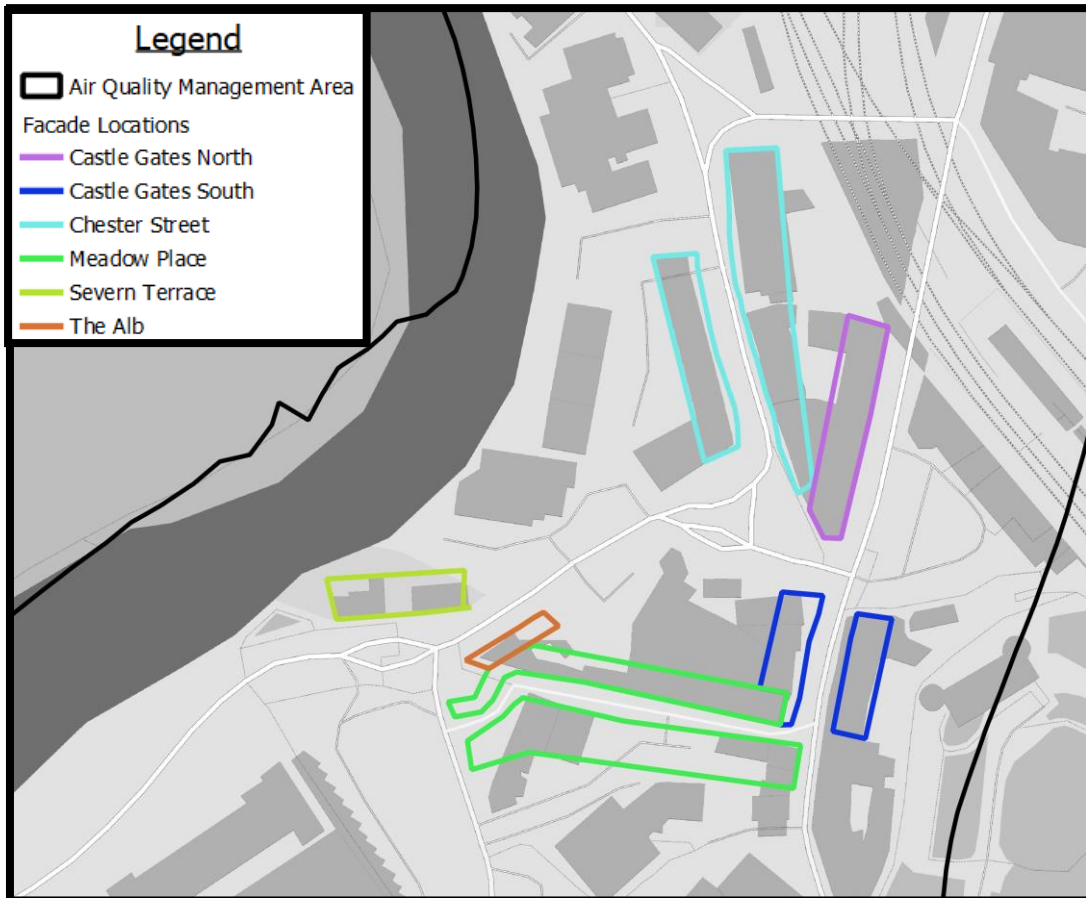 Legend
Air Quality Management Area
Facade Locations
Castle Gates North
Castle Gates South
Chester Street
Meadow Place
Severn Terrace
The Alb